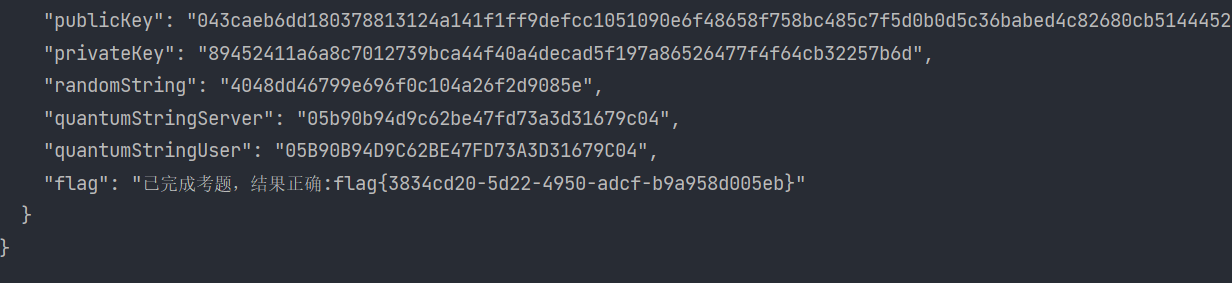 "publicKey": "043caeb6dd180378813124a141f1ff9defcc1051090e6f48658f758bc485c7f5d0b0d5c36babed4c82680cb5144452
"privateKey": "89452411a6a8c7012739bca44f40a4decad5f197a86526477f4f64cb32257b6d",
"randomString": "4048dd46799e696f0c104a26f2d9085e",
"quantumStringServer": "05b90b94d9c62be47fd73a3d31679c04",
"quantumStringUser": "05B90B94D9C62BE47FD73A3D31679C04",
"flag": "已完成考题，结果正确:flag{3834cd20-5d22-4950-adcf-b9a958d005eb}"
}
}